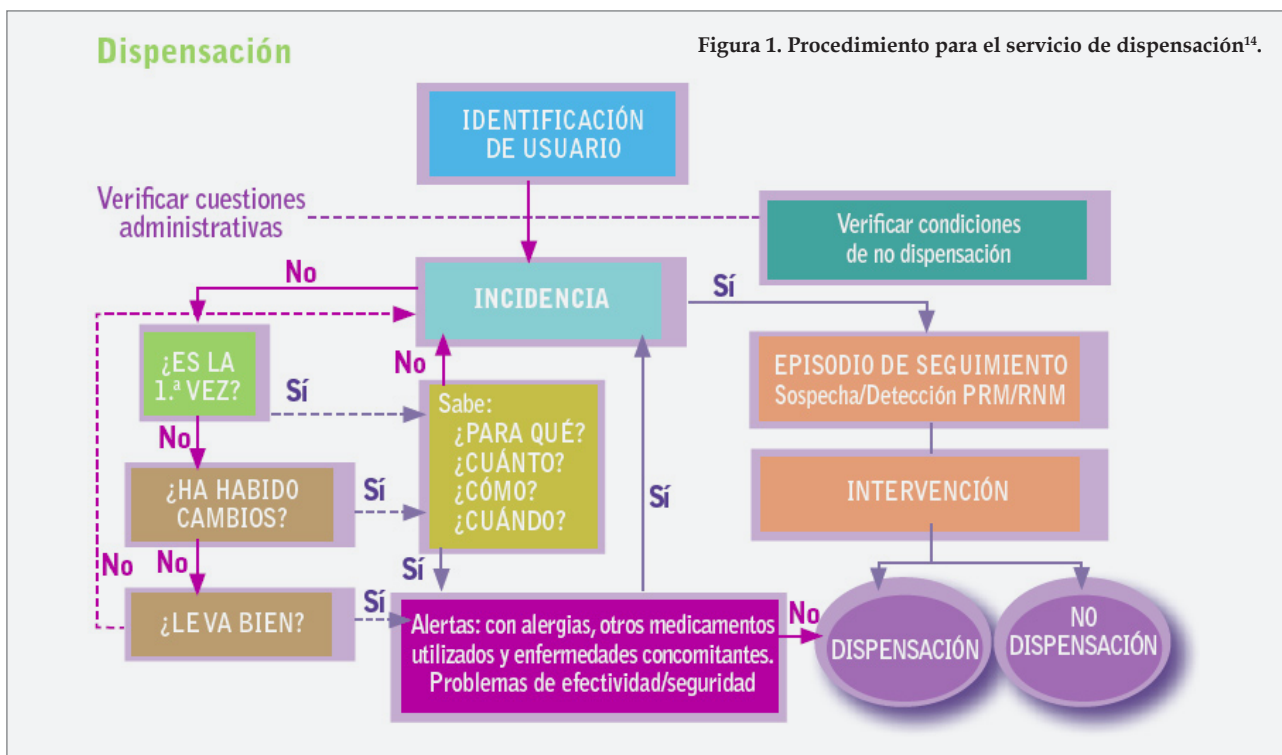 Dispensación
Figura 1. Procedimiento para el servicio de dispensación¹⁴.
IDENTIFICACIÓN
DE USUARIO
Verificar cuestiones
administrativas
Verificar condiciones
de no dispensación
No
INCIDENCIA
Sí
¿ES LA
1.ª VEZ?
Sí
No
Sabe:
¿PARA QUÉ?
¿CUÁNTO?
¿CÓMO?
¿CUÁNDO?
EPISODIO DE SEGUIMIENTO
Sospecha/Detección PRM/RNM
No
¿HA HABIDO
CAMBIOS?
Sí
Sí
INTERVENCIÓN
No
No
¿LE VA BIEN?
Sí
Sí
Alertas: con alergias, otros medicamentos
utilizados y enfermedades concomitantes.
Problemas de efectividad/seguridad
No
DISPENSACIÓN
NO
DISPENSACIÓN